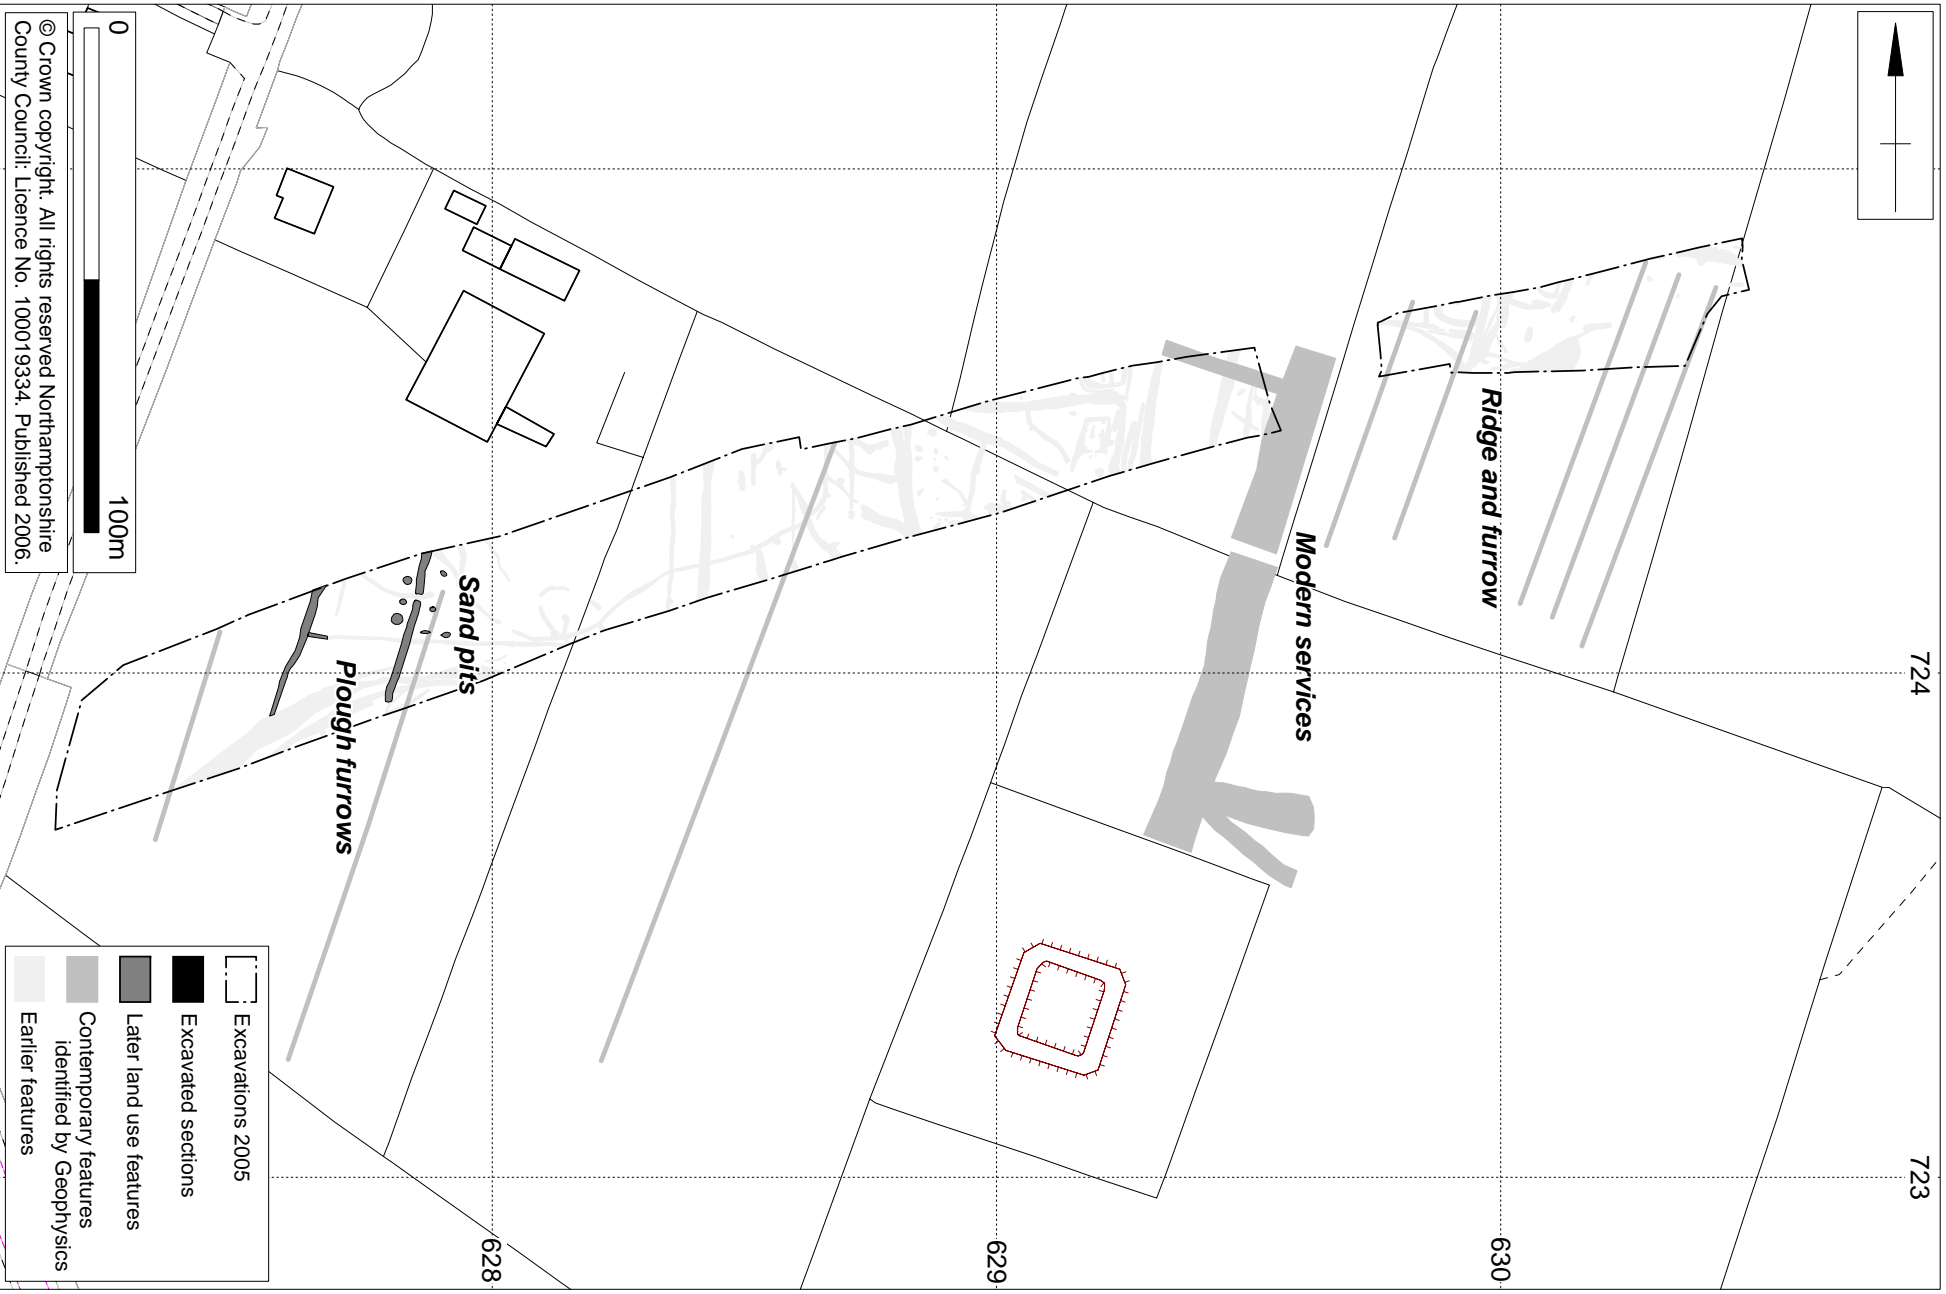 724
723
630
629
628
Ridge and furrow
Modern services
Sand pits
Plough furrows
0
100m
© Crown copyright. All rights reserved Northamptonshire
County Council: Licence No. 100019334. Published 2006.
Excavations 2005
Excavated sections
Later land use features
Contemporary features
identified by Geophysics
Earlier features